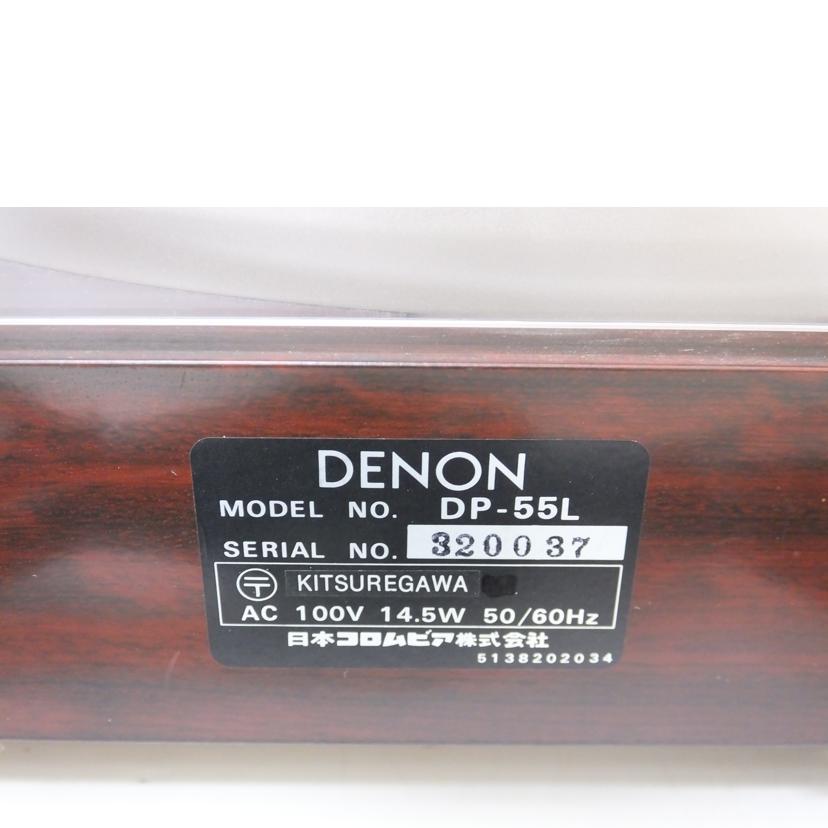 DENON
MODEL NO. DP-55L
SERIAL NO. 320037
〒 KITSUREGAWA
AC 100V 14.5W 50/60Hz
日本コロムビア株式会社
5138202034